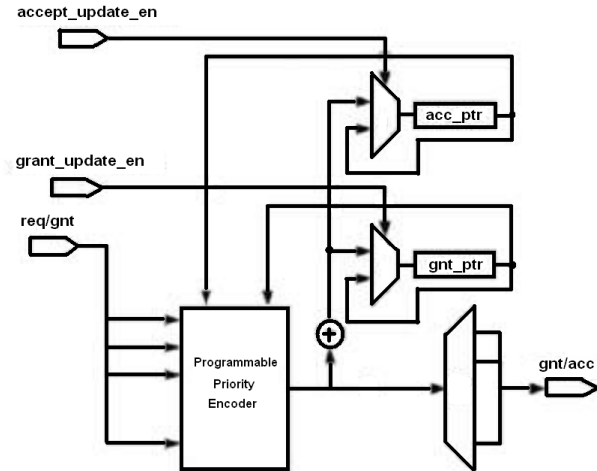 accept_update_en
acc_ptr
grant_update_en
req/gnt
gnt_ptr
+
Programmable
Priority
Encoder
gnt/acc